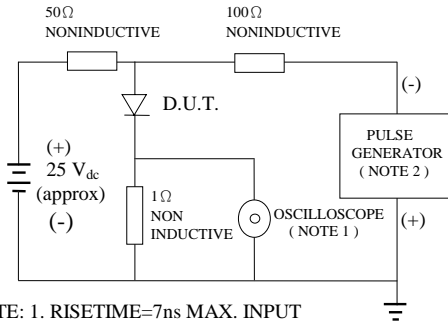 50Ω
NONINDUCTIVE
100Ω
NONINDUCTIVE
(-)
D.U.T.
PULSE
GENERATOR
( NOTE 2 )
(+)
25 Vdc
(approx)
(-)
1Ω
NON
INDUCTIVE
OSCILLOSCOPE
( NOTE 1 )
(+)
TE: 1. RISETIME=7ns MAX. INPUT